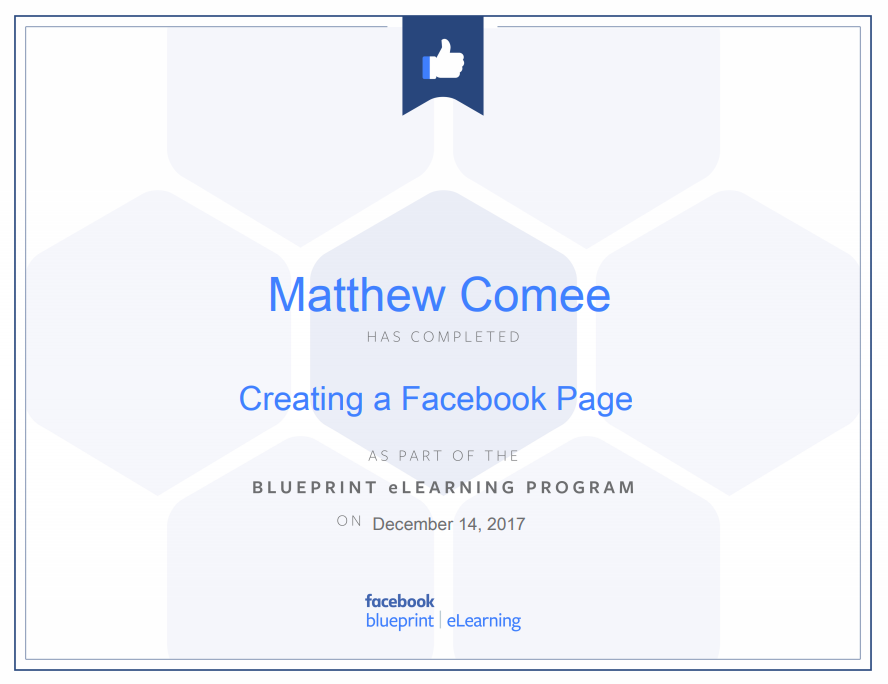 Matthew Comee
HAS COMPLETED
Creating a Facebook Page
AS PART OF THE
BLUEPRINT eLEARNING PROGRAM
ON December 14, 2017
facebook
blueprint | eLearning